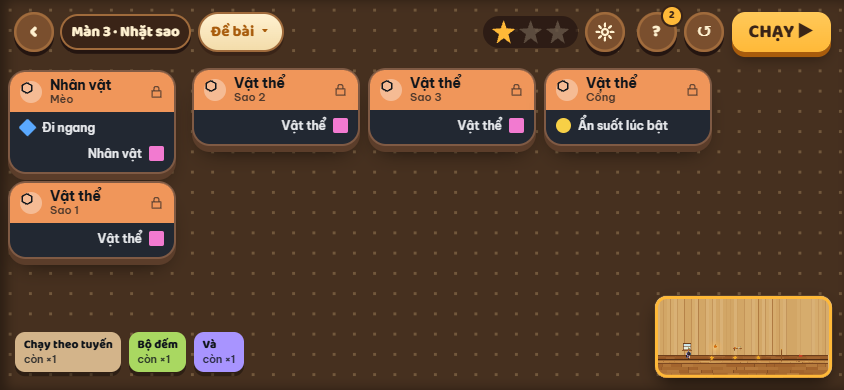 Màn 3 · Nhặt sao
Đề bài
2
?
CHẠY
Nhân vật
Mèo
Đi ngang
Nhân vật
Vật thể
Sao 2
Vật thể
Vật thể
Sao 3
Vật thể
Vật thể
Cổng
Ẩn suốt lúc bật
Vật thể
Sao 1
Vật thể
Chạy theo tuyến
còn ×1
Bộ đếm
còn ×1
Và
còn ×1